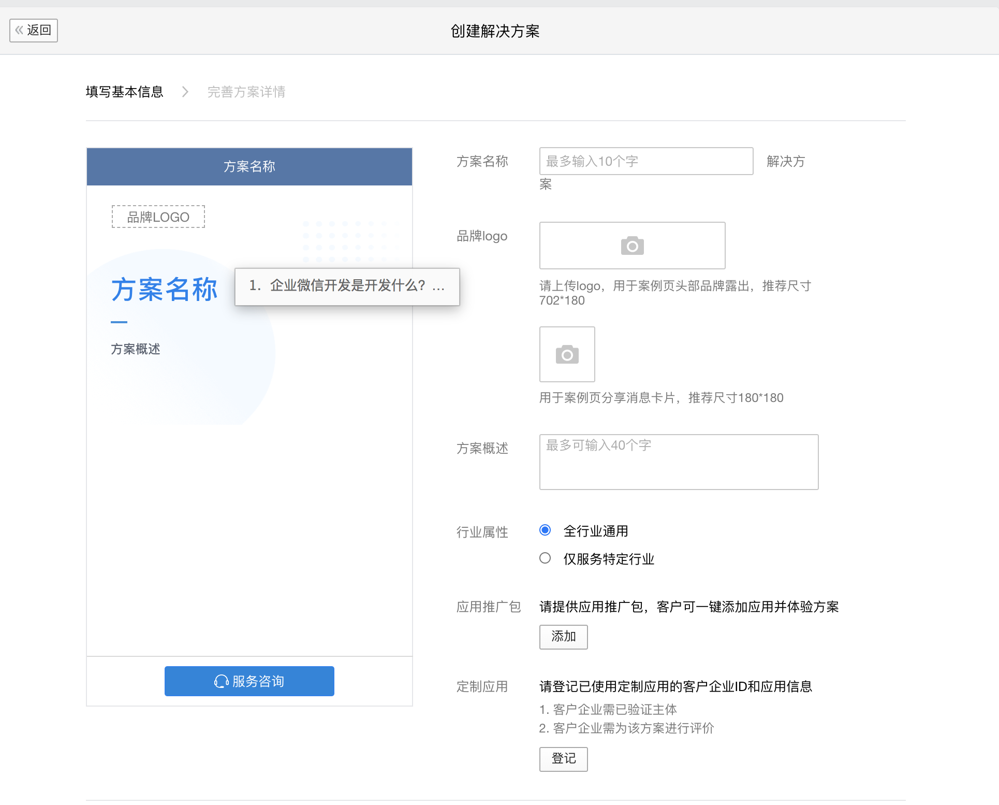 返回
创建解决方案
填写基本信息
完善方案详情
方案名称
品牌LOGO
方案名称
1. 企业微信开发是开发什么？...
方案概述
服务咨询
方案名称
最多输入10个字
解决方
案
品牌logo
请上传logo，用于案例页头部品牌露出，推荐尺寸
702*180
用于案例页分享消息卡片，推荐尺寸180*180
方案概述
最多可输入40个字
行业属性
全行业通用
仅服务特定行业
应用推广包
请提供应用推广包，客户可一键添加应用并体验方案
添加
定制应用
请登记已使用定制应用的客户企业ID和应用信息
1. 客户企业需已验证主体
2. 客户企业需为该方案进行评价
登记